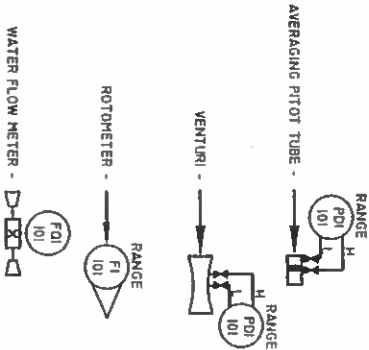 AVERAGING PITOT TUBE -
RANGE
PDI
101
L
H
VENTURI -
L
H
RANGE
PDI
101
ROTOMETER -
RANGE
FI
101
WATER FLOW METER -
FQI
101